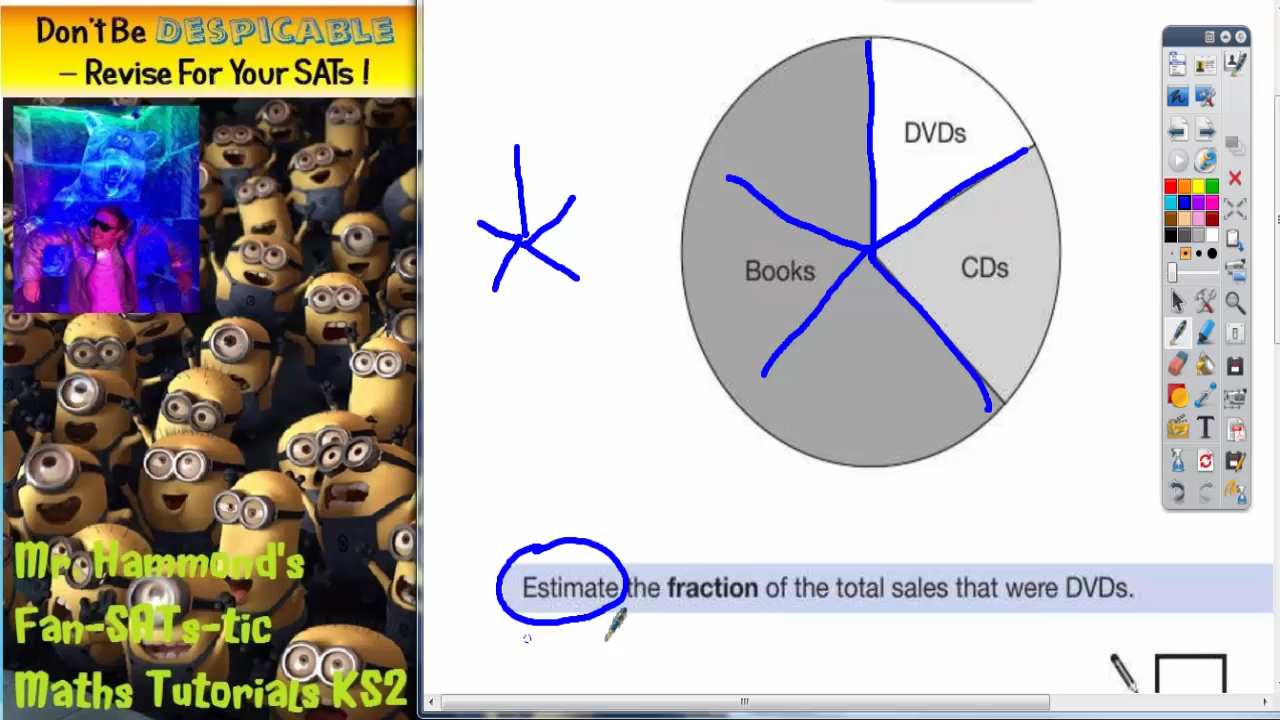 Don't Be DESPICABLE
– Revise For Your SATs !
DVDs
CDs
Books
Estimate the fraction of the total sales that were DVDs.
Mr Hammond's
Fan-SATs-tic
Maths Tutorials KS2